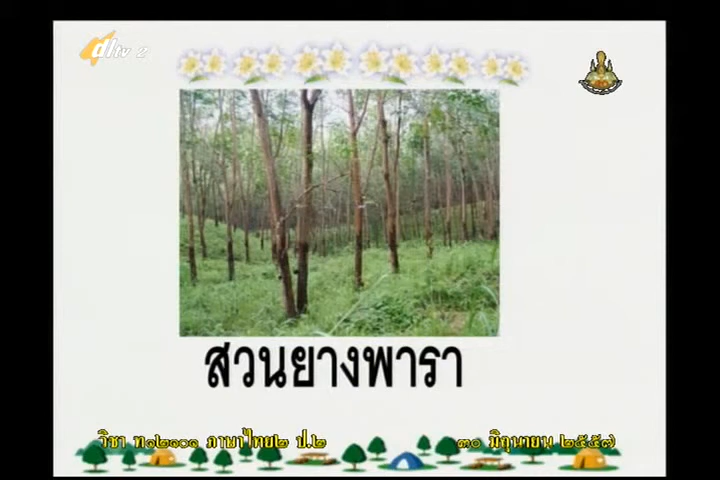 dltv 2
สวนยางพารา
วิชา ท๑๒๑๐๑ ภาษาไทย๒ ป.๒
๓๐ มิถุนายน ๒๕๕๗